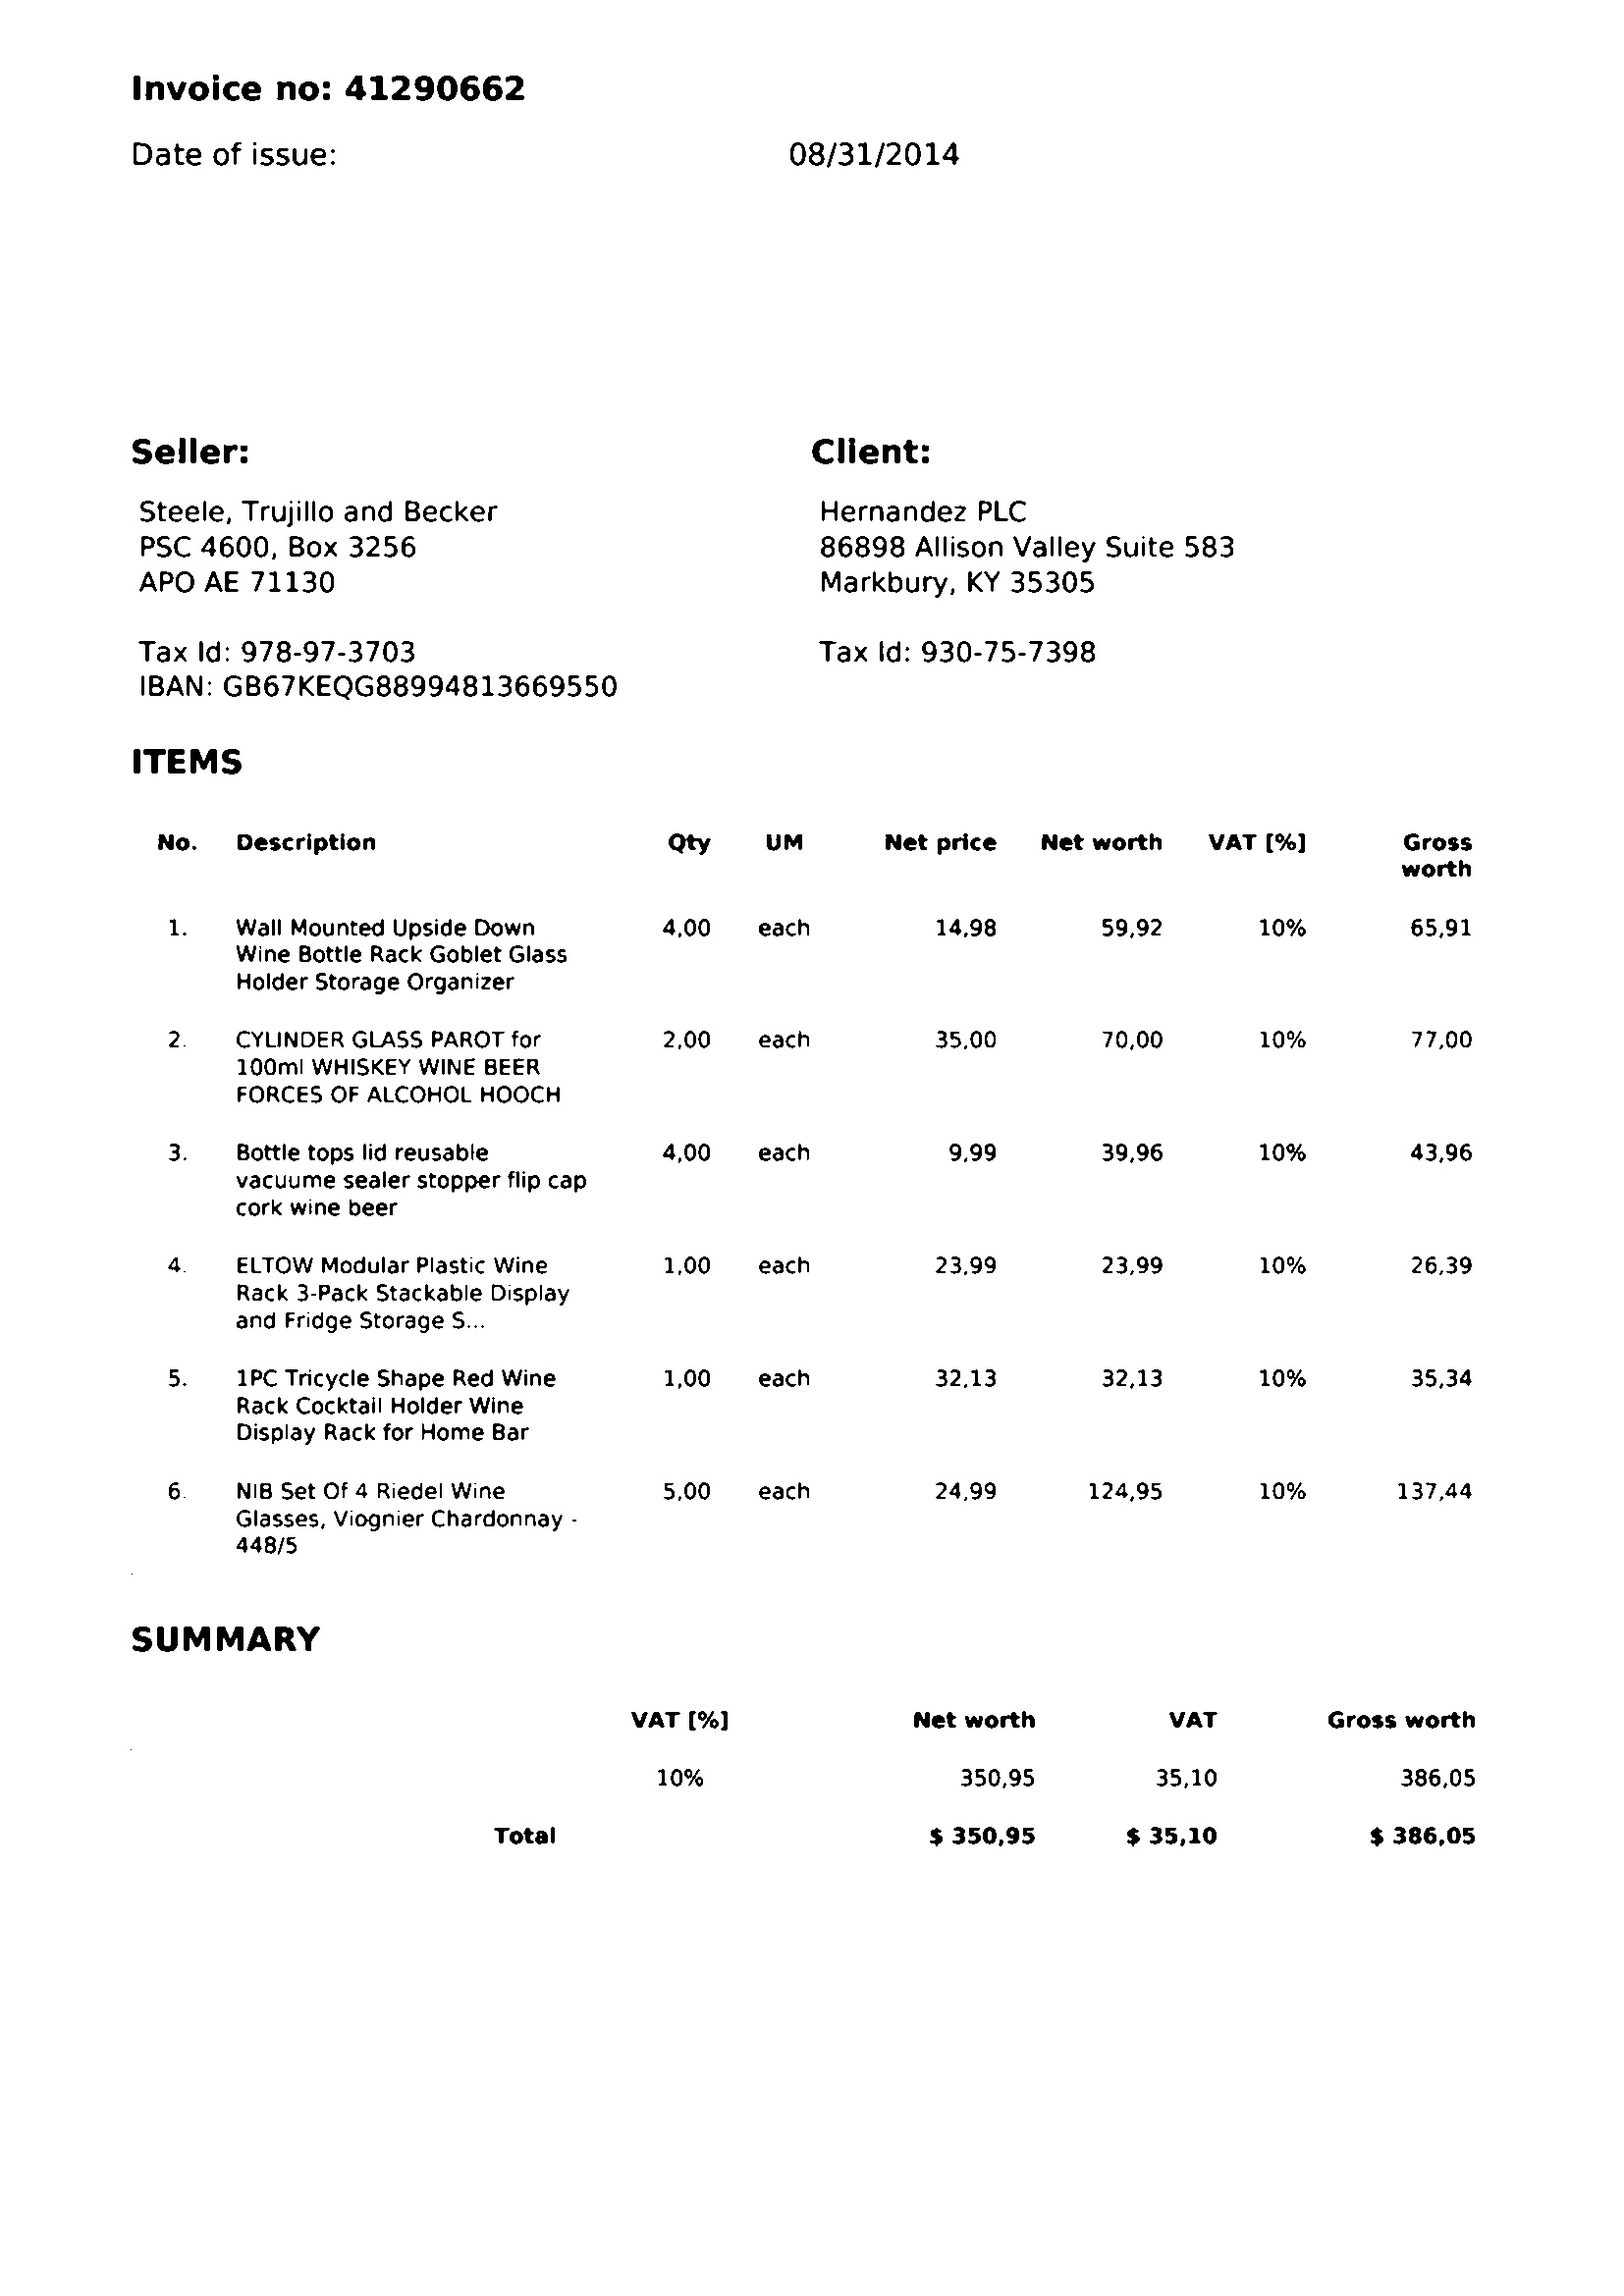 Invoice no: 41290662
Date of issue: 08/31/2014
Seller: Client:
Steele, Trujillo and Becker Hernandez PLC
PSC 4600, Box 3256 86898 Allison Valley Suite 583
APO AE 71130 Markbury, KY 35305
Tax Id: 978-97-3703 Tax Id: 930-75-7398
IBAN: GB67KEQG88994813669550
ITEMS
No. Description Qty UM Net price Net worth VAT [%] Gross
worth
1. Wall Mounted Upside Down 4,00 each 14,98 59,92 10% 65,91
Wine Bottle Rack Goblet Glass
Holder Storage Organizer
2. CYLINDER GLASS PAROT for 2,00 each 35,00 70,00 10% 77,00
100ml WHISKEY WINE BEER
FORCES OF ALCOHOL HOOCH
3. Bottle tops lid reusable 4,00 each 9,99 39,96 10% 43,96
vacuume sealer stopper flip cap
cork wine beer
4. ELTOW Modular Plastic Wine 1,00 each 23,99 23,99 10% 26,39
Rack 3-Pack Stackable Display
and Fridge Storage S...
5. 1PC Tricycle Shape Red Wine 1,00 each 32,13 32,13 10% 35,34
Rack Cocktail Holder Wine
Display Rack for Home Bar
6. NIB Set Of 4 Riedel Wine 5,00 each 24,99 124,95 10% 137,44
Glasses, Viognier Chardonnay -
448/5
SUMMARY
VAT [%] Net worth VAT Gross worth
10% 350,95 35,10 386,05
Total $ 350,95 $ 35,10 $ 386,05